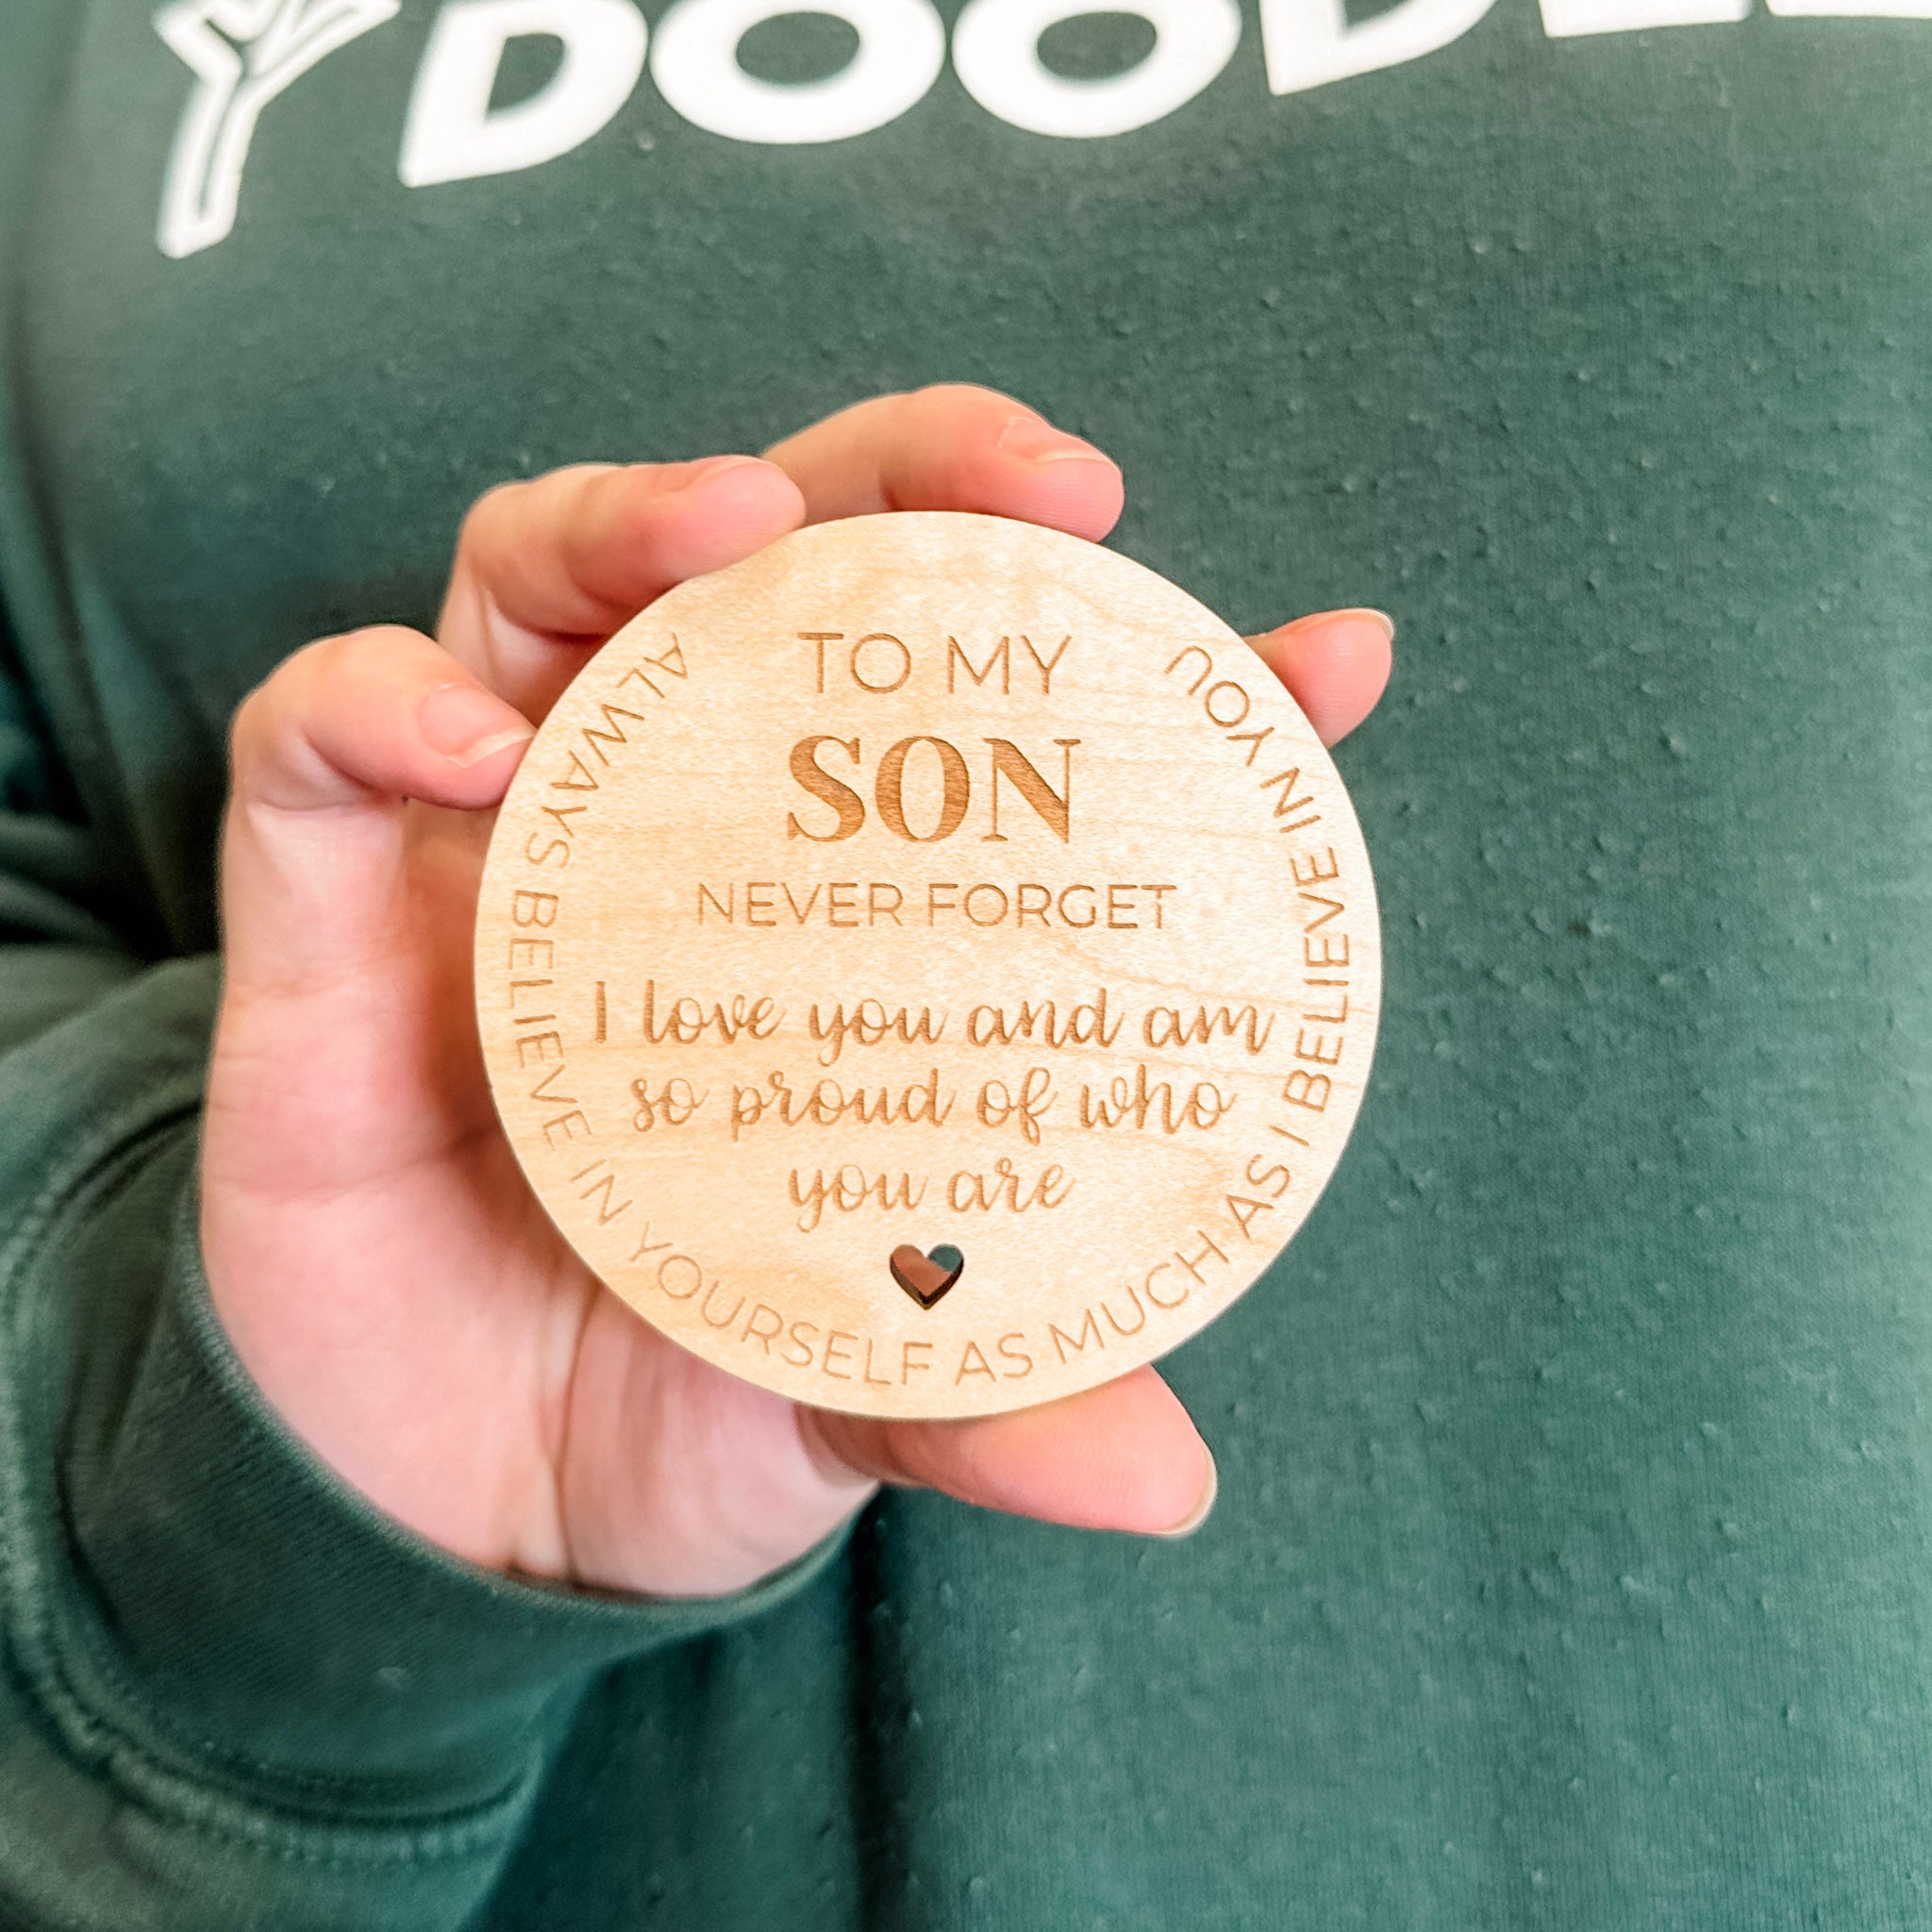 DOODLE
TO MY
SON
NEVER FORGET
I love you and am
so proud of who
you are
ALWAYS BELIEVE IN YOURSELF AS MUCH AS I BELIEVE IN YOU